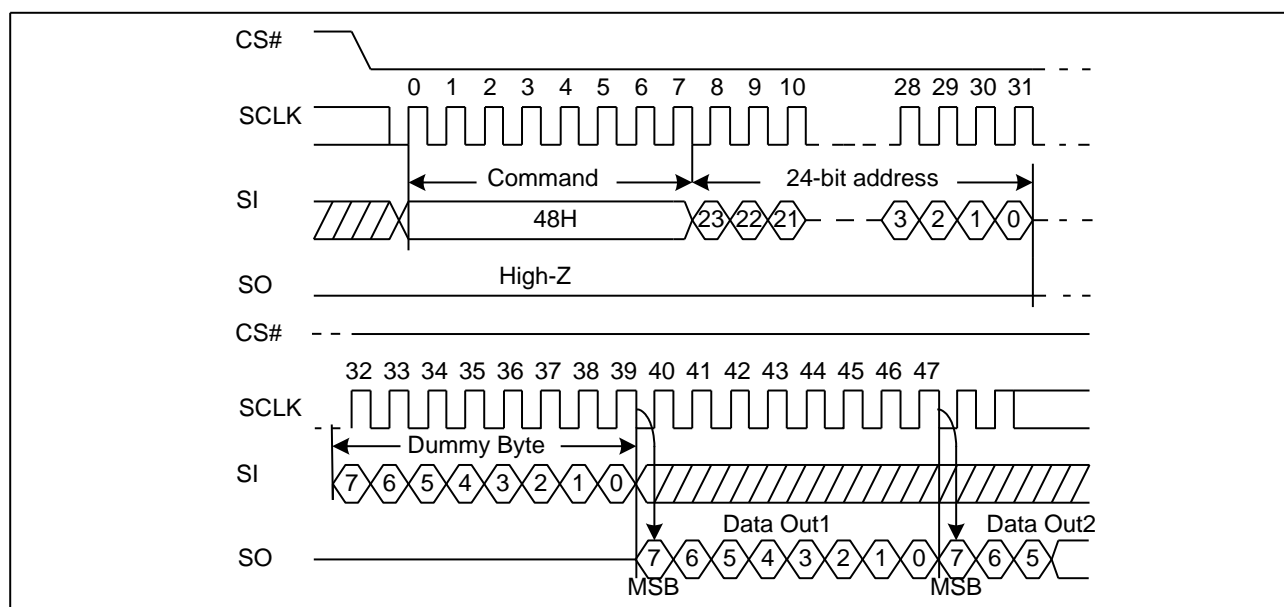 CS#
0 1 2 3 4 5 6 7 8 9 10 28 29 30 31
SCLK
Command 24-bit address
SI
48H 23 22 21 3 2 1 0
High-Z
SO
CS#
32 33 34 35 36 37 38 39 40 41 42 43 44 45 46 47
SCLK
Dummy Byte
SI
7 6 5 4 3 2 1 0
Data Out1 Data Out2
SO
7 6 5 4 3 2 1 0 7 6 5
MSB MSB